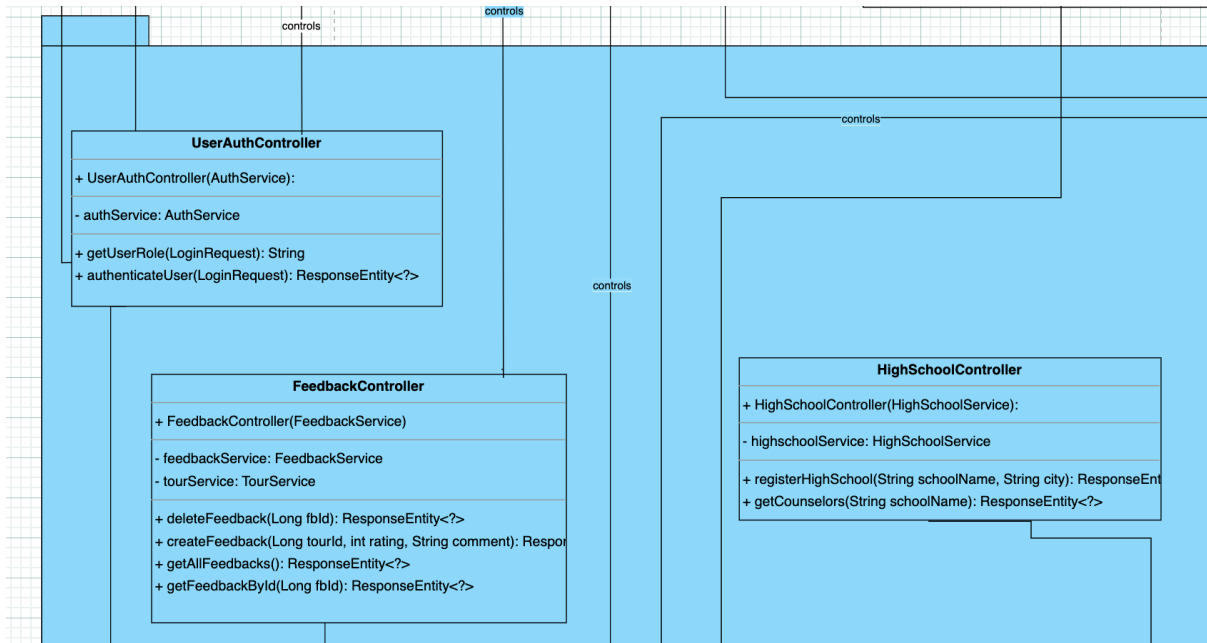 controls
controls
controls
UserAuthController
+ UserAuthController(AuthService):
- authService: AuthService
+ getUserRole(LoginRequest): String
+ authenticateUser(LoginRequest): ResponseEntity<?>
controls
FeedbackController
+ FeedbackController(FeedbackService)
- feedbackService: FeedbackService
- tourService: TourService
+ deleteFeedback(Long fbId): ResponseEntity<?>
+ createFeedback(Long tourId, int rating, String comment): Respor
+ getAllFeedbacks(): ResponseEntity<?>
+ getFeedbackById(Long fbId): ResponseEntity<?>
HighSchoolController
+ HighSchoolController(HighSchoolService):
- highschoolService: HighSchoolService
+ registerHighSchool(String schoolName, String city): ResponseEnt
+ getCounselors(String schoolName): ResponseEntity<?>